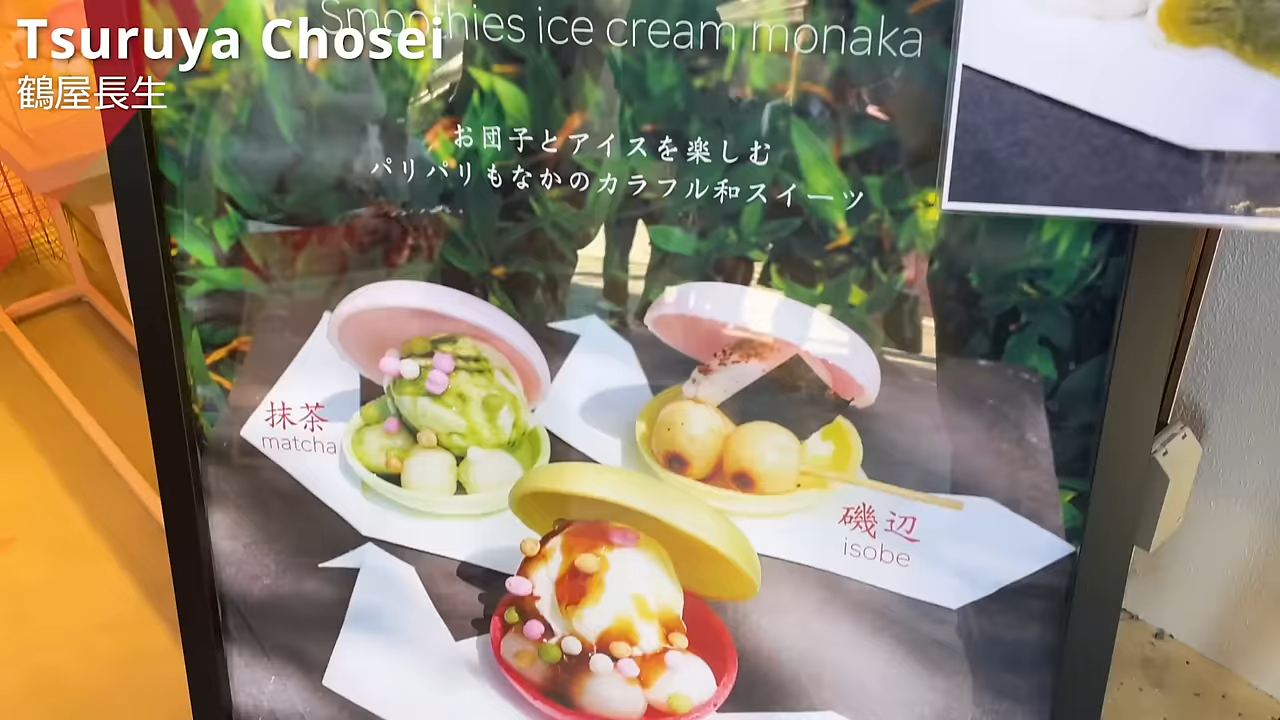 Tsuruya Chosei
鶴屋長生
Smoothies ice cream monaka
お団子とアイスを楽しむ
パリパリもなかのカラフル和スイーツ
抹茶
matcha
磯辺
isobe